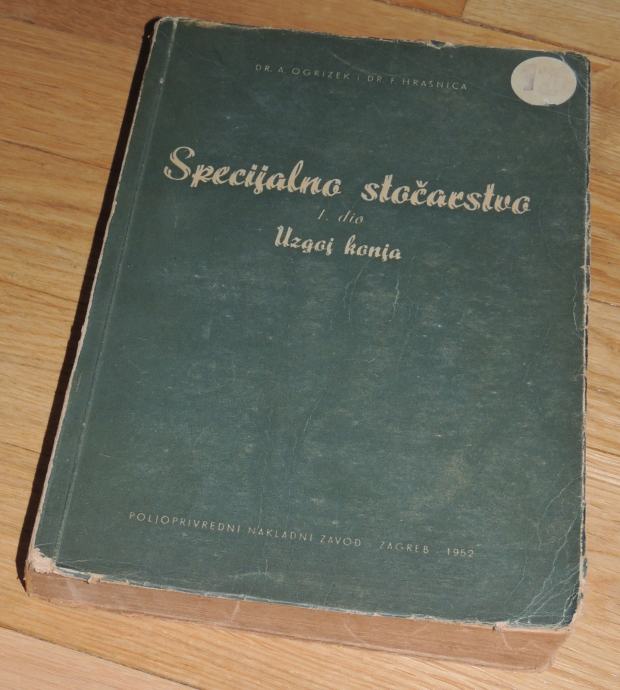 DR. A. OGRIZEK I DR. F. HRASNICA
Specijalno stočarstvo
I. dio
Uzgoj konja
POLJOPRIVREDNI NAKLADNI ZAVOD ZAGREB 1952